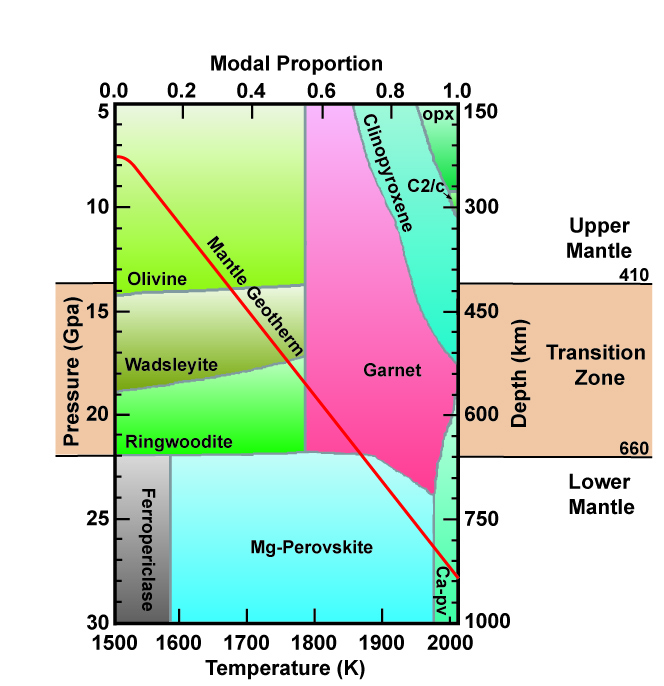 Modal Proportion
0.0 0.2 0.4 0.6 0.8 1.0
5 opx 150
Clinopyroxene
C2/c
10 300
Mantle Geotherm
Upper
Mantle
Olivine 410
15 450
Pressure (Gpa)
Depth (km)
Wadsleyite Garnet
Transition
Zone
20 600
Ringwoodite 660
Lower
Mantle
25 750
Ferropericlase
Mg-Perovskite
Ca-pv
30 1000
1500 1600 1700 1800 1900 2000
Temperature (K)